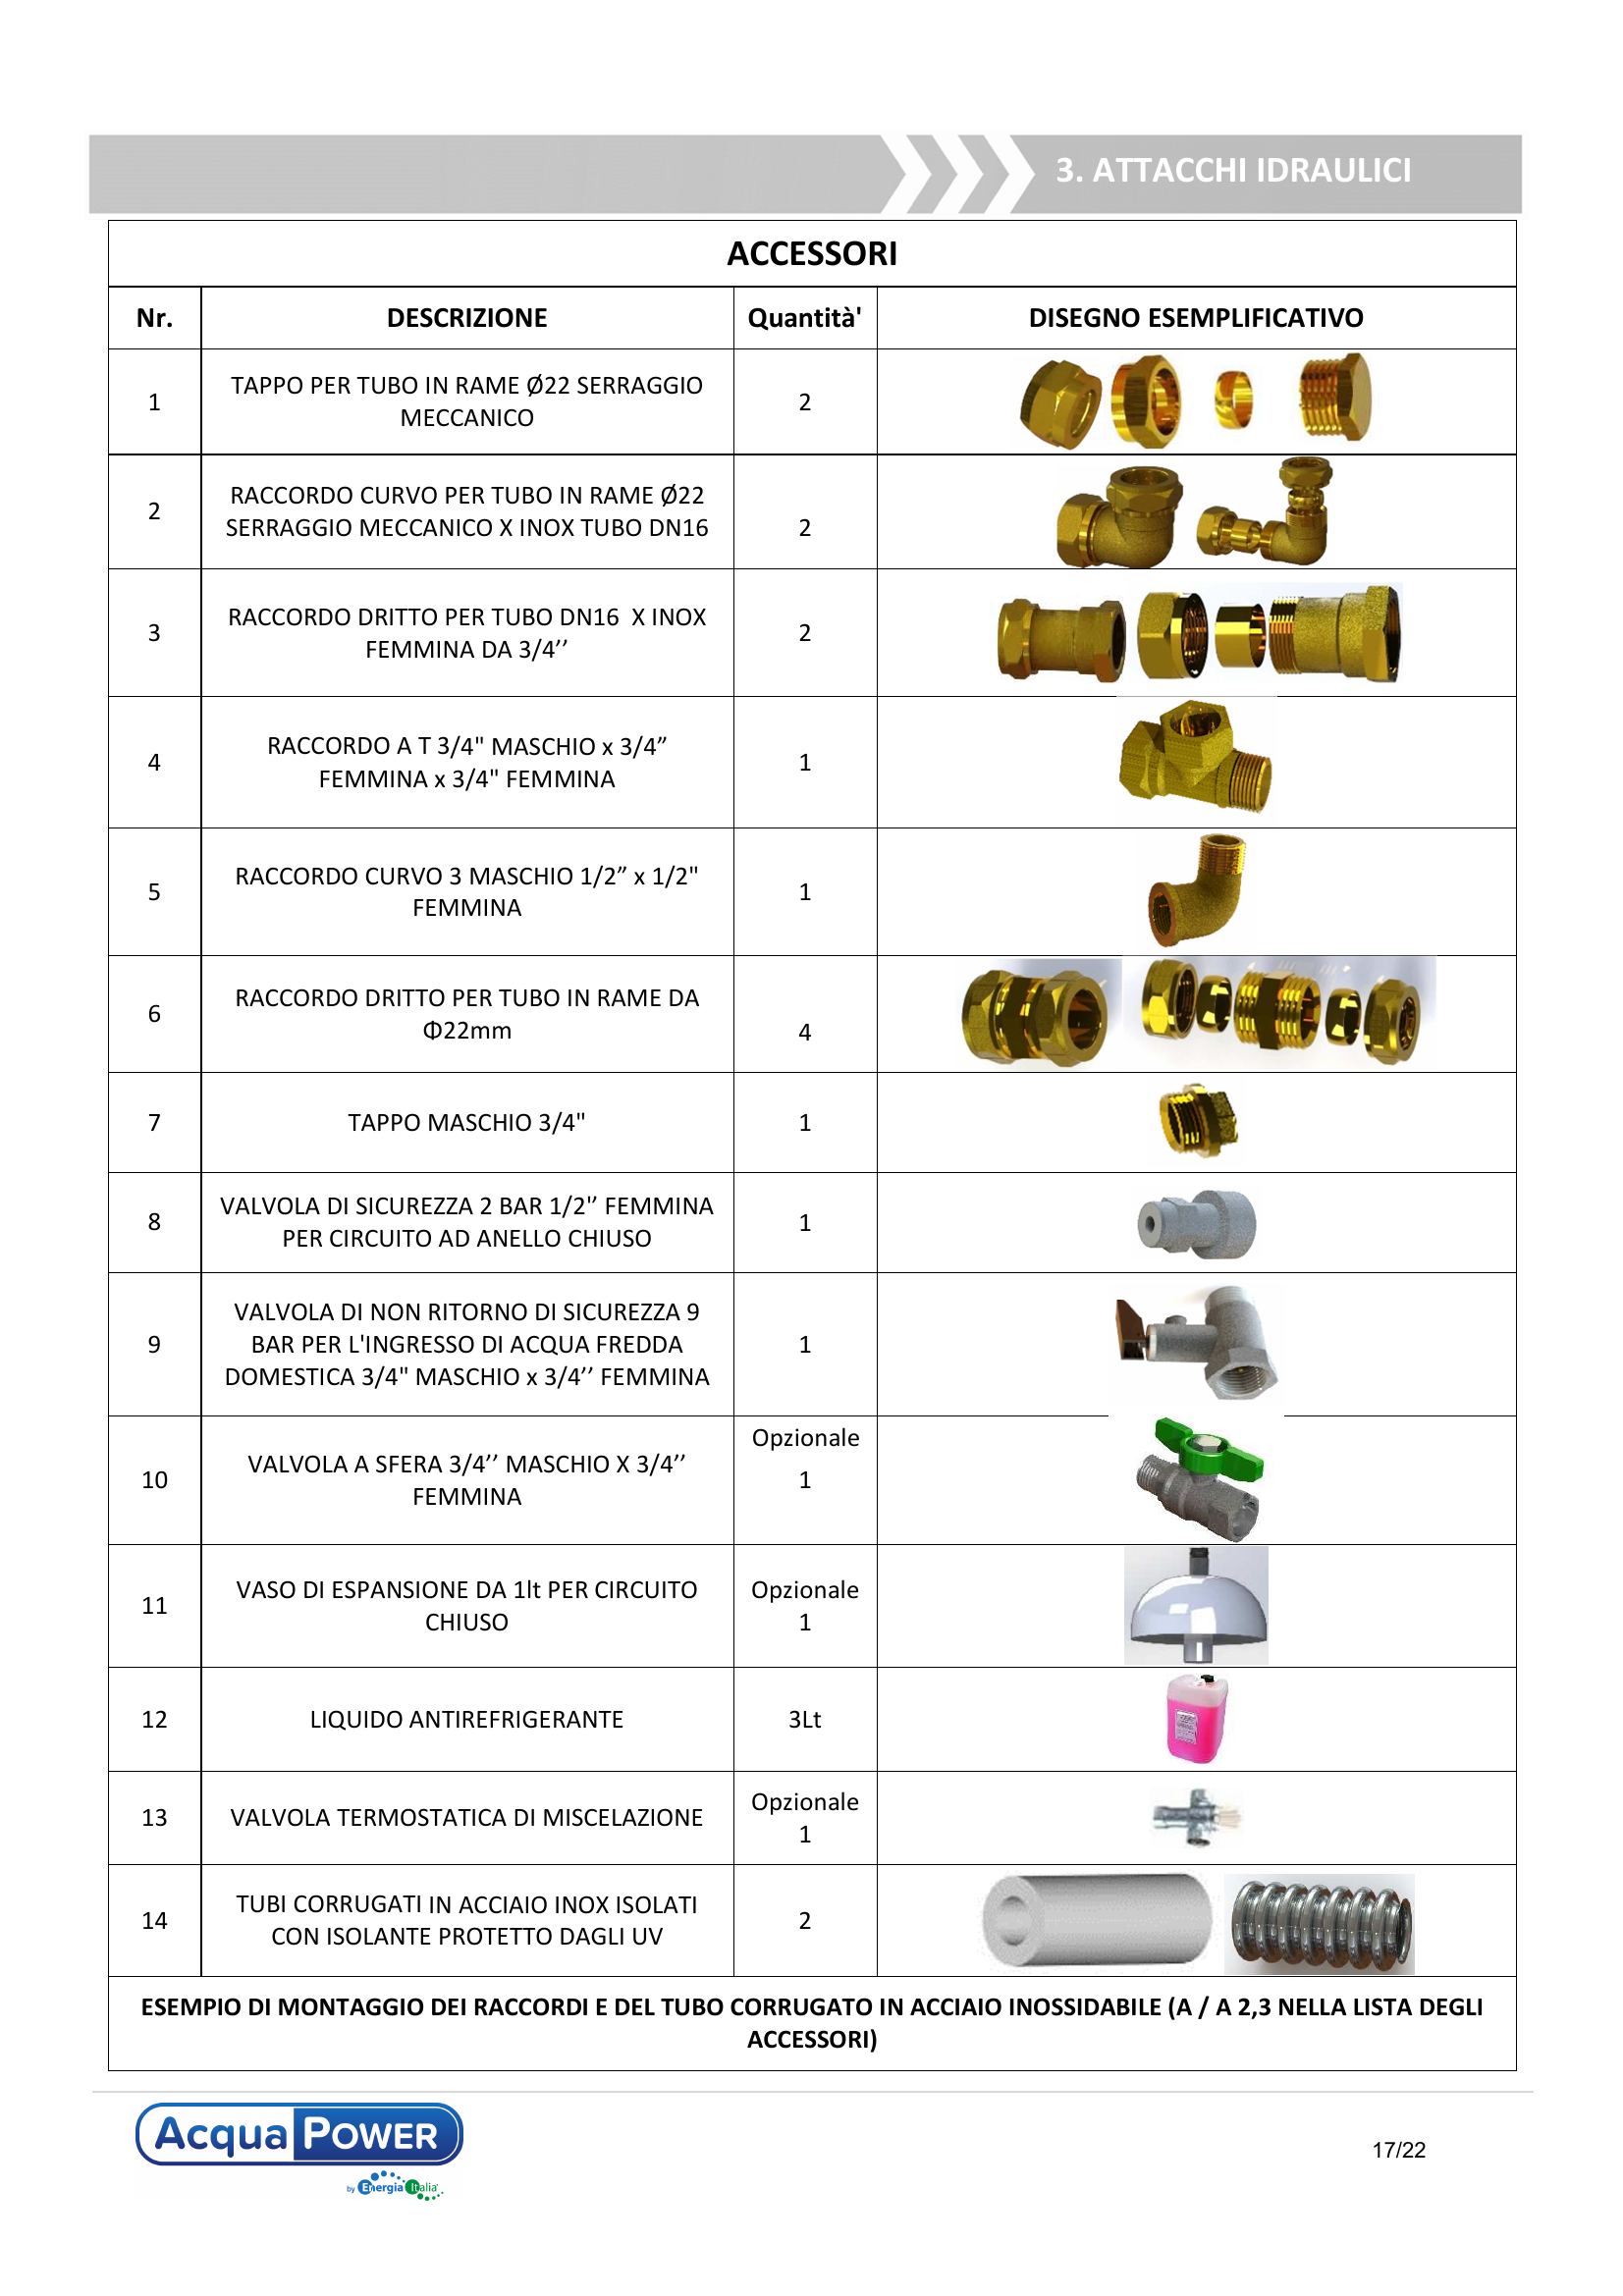 3. ATTACCHI IDRAULICI
ACCESSORI
Nr. DESCRIZIONE Quantità' DISEGNO ESEMPLIFICATIVO
1 TAPPO PER TUBO IN RAME Ø22 SERRAGGIO
MECCANICO 2
2 RACCORDO CURVO PER TUBO IN RAME Ø22
SERRAGGIO MECCANICO X INOX TUBO DN16 2
3 RACCORDO DRITTO PER TUBO DN16 X INOX
FEMMINA DA 3/4’’ 2
4 RACCORDO A T 3/4" MASCHIO x 3/4”
FEMMINA x 3/4" FEMMINA 1
5 RACCORDO CURVO 3 MASCHIO 1/2” x 1/2"
FEMMINA 1
6 RACCORDO DRITTO PER TUBO IN RAME DA
Φ22mm 4
7 TAPPO MASCHIO 3/4" 1
8 VALVOLA DI SICUREZZA 2 BAR 1/2"’ FEMMINA
PER CIRCUITO AD ANELLO CHIUSO 1
9 VALVOLA DI NON RITORNO DI SICUREZZA 9
BAR PER L'INGRESSO DI ACQUA FREDDA
DOMESTICA 3/4" MASCHIO x 3/4’’ FEMMINA 1
10 VALVOLA A SFERA 3/4’’ MASCHIO X 3/4’’
FEMMINA
Opzionale
1
11 VASO DI ESPANSIONE DA 1lt PER CIRCUITO
CHIUSO
Opzionale
1
12 LIQUIDO ANTIREFRIGERANTE 3Lt
13 VALVOLA TERMOSTATICA DI MISCELAZIONE
Opzionale
1
14 TUBI CORRUGATI IN ACCIAIO INOX ISOLATI
CON ISOLANTE PROTETTO DAGLI UV 2
ESEMPIO DI MONTAGGIO DEI RACCORDI E DEL TUBO CORRUGATO IN ACCIAIO INOSSIDABILE (A / A 2,3 NELLA LISTA DEGLI
ACCESSORI)
Acqua POWER
by Energia Italia
17/22